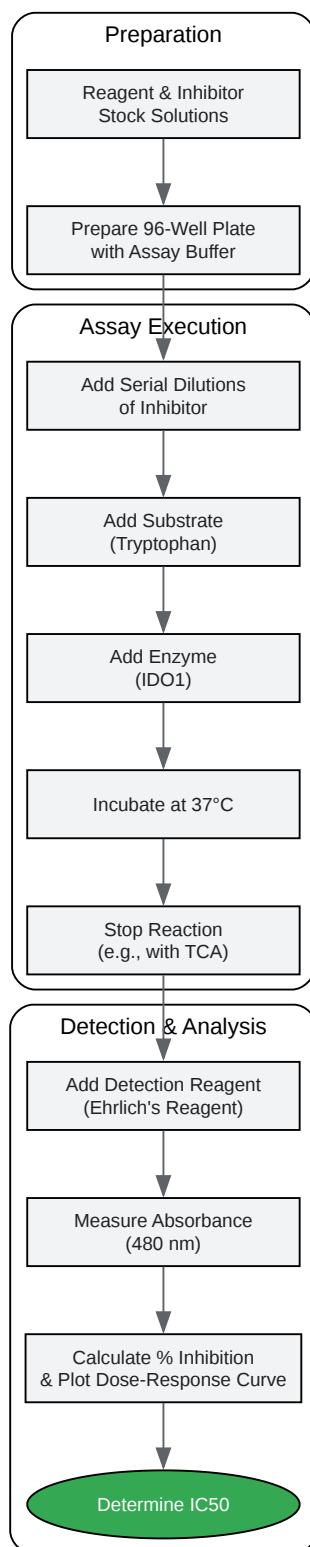 Preparation
Reagent & Inhibitor
Stock Solutions
Prepare 96-Well Plate
with Assay Buffer
Assay Execution
Add Serial Dilutions
of Inhibitor
Add Substrate
(Tryptophan)
Add Enzyme
(IDO1)
Incubate at 37°C
Stop Reaction
(e.g., with TCA)
Detection & Analysis
Add Detection Reagent
(Ehrlich's Reagent)
Measure Absorbance
(480 nm)
Calculate % Inhibition
& Plot Dose-Response Curve
Determine IC50